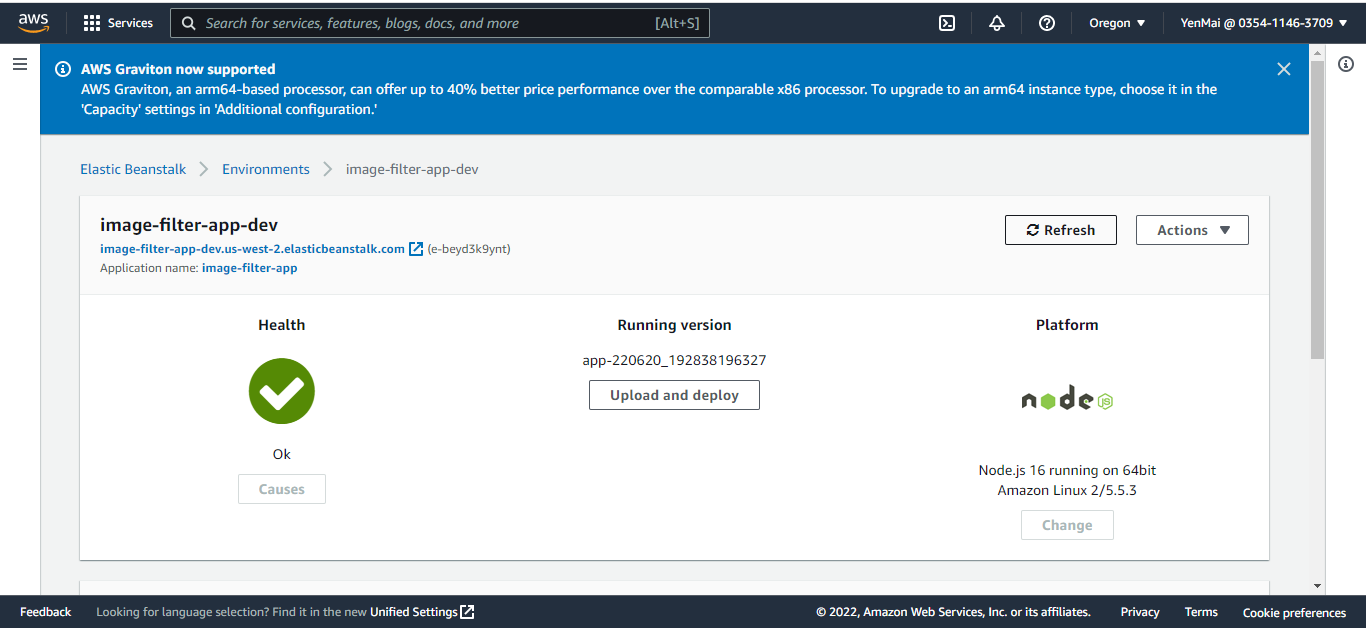 aws
Services
Search for services, features, blogs, docs, and more
[Alt+S]
Oregon
YenMai @ 0354-1146-3709
AWS Graviton now supported
AWS Graviton, an arm64-based processor, can offer up to 40% better price performance over the comparable x86 processor. To upgrade to an arm64 instance type, choose it in the
'Capacity' settings in 'Additional configuration.'
Elastic Beanstalk
Environments
image-filter-app-dev
image-filter-app-dev
image-filter-app-dev.us-west-2.elasticbeanstalk.com (e-beyd3k9ynt)
Application name: image-filter-app
Refresh
Actions
Health
Ok
Causes
Running version
app-220620_192838196327
Upload and deploy
Platform
node JS
Node.js 16 running on 64bit
Amazon Linux 2/5.5.3
Change
Feedback
Looking for language selection? Find it in the new Unified Settings
© 2022, Amazon Web Services, Inc. or its affiliates.
Privacy
Terms
Cookie preferences